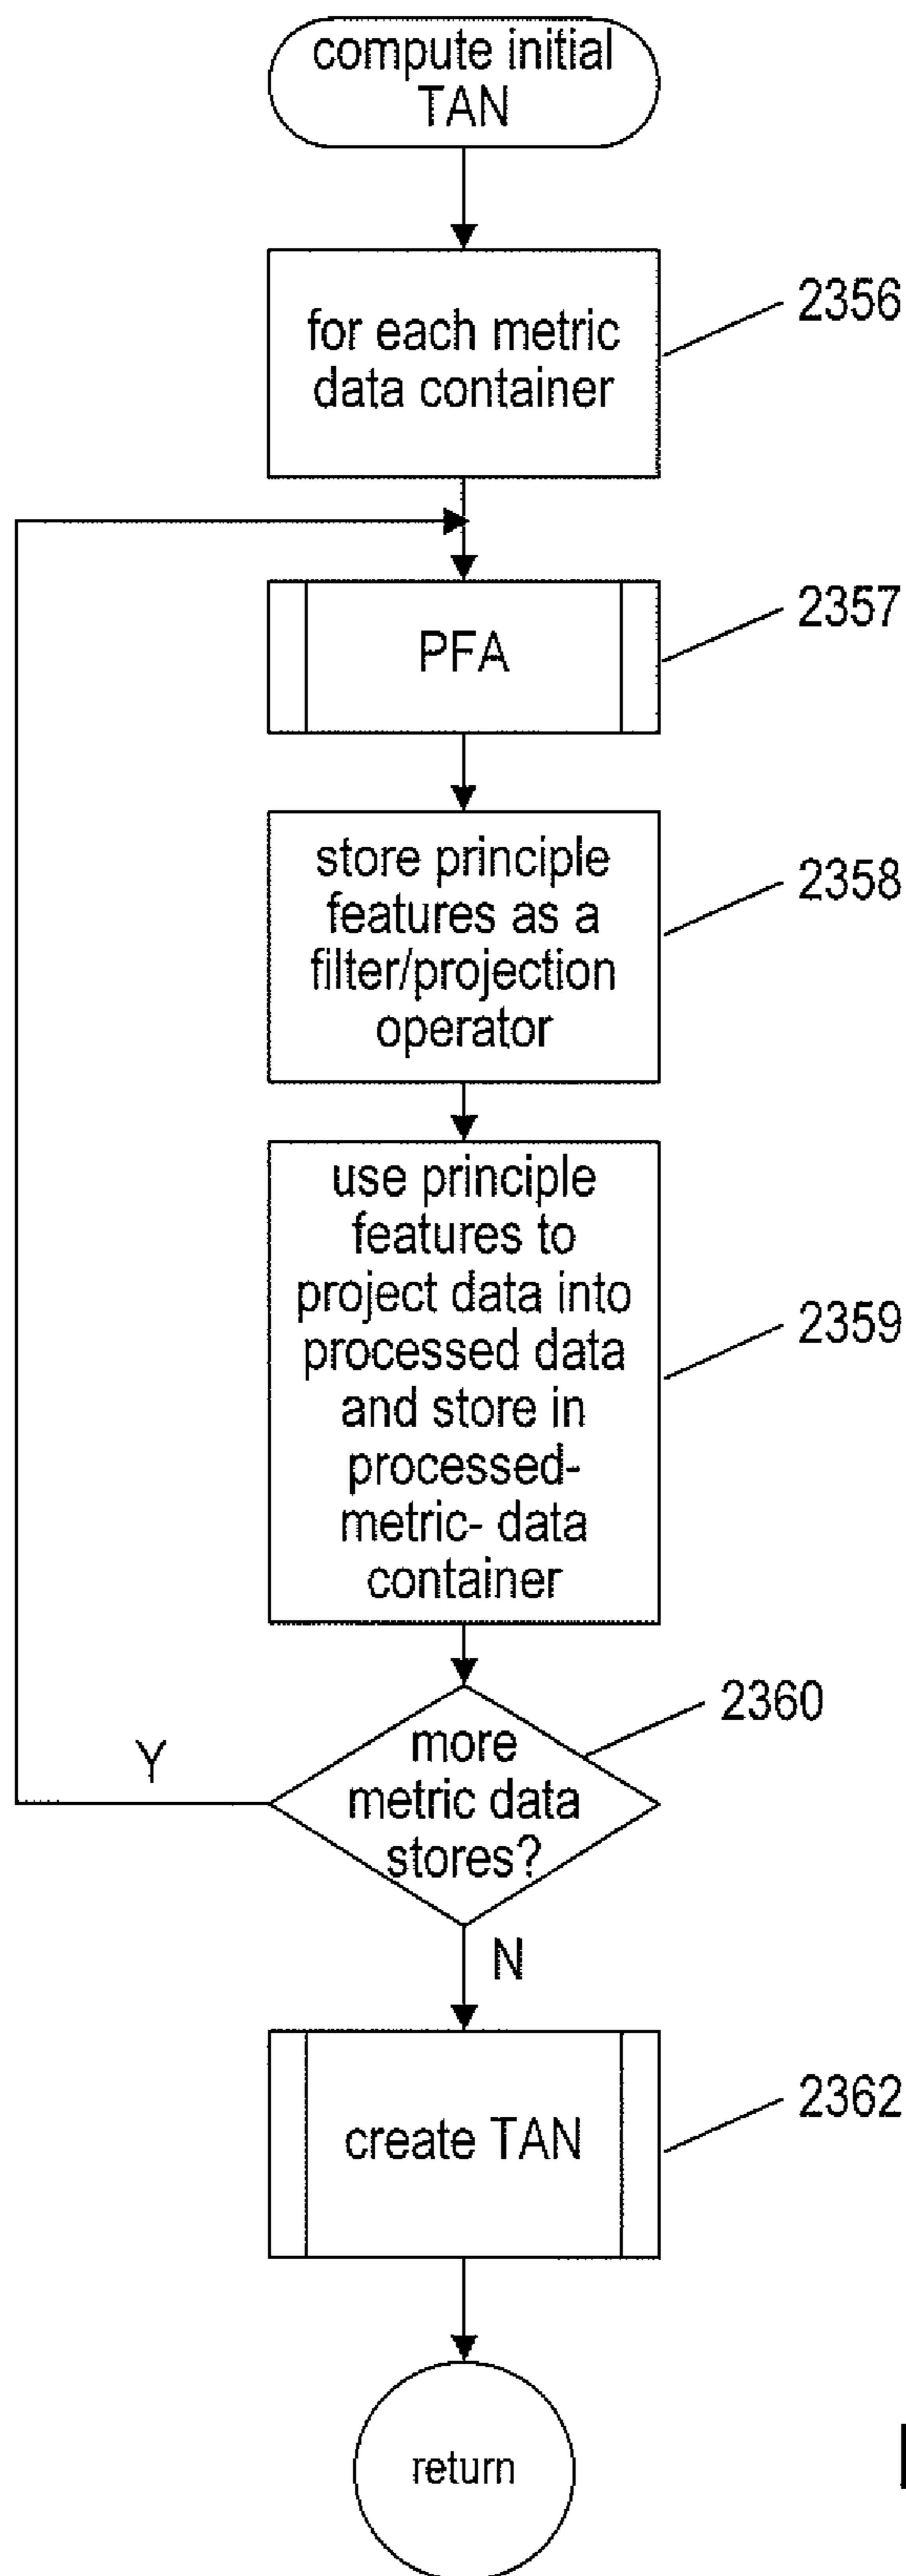 compute initial
TAN
for each metric
data container
2356
PFA
2357
store principle
features as a
filter/projection
operator
2358
use principle
features to
project data into
processed data
and store in
processed-
metric- data
container
2359
more
metric data
stores?
2360
Y
N
create TAN
2362
return